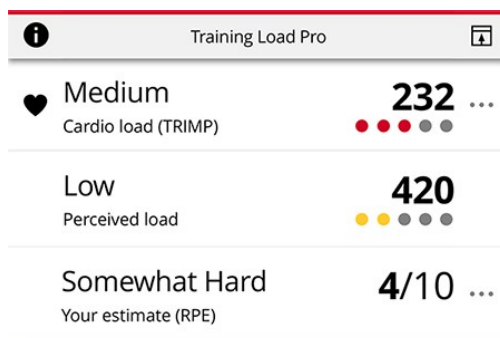 Training Load Pro
Medium 232
Cardio load (TRIMP)
Low 420
Perceived load
Somewhat Hard 4/10
Your estimate (RPE)